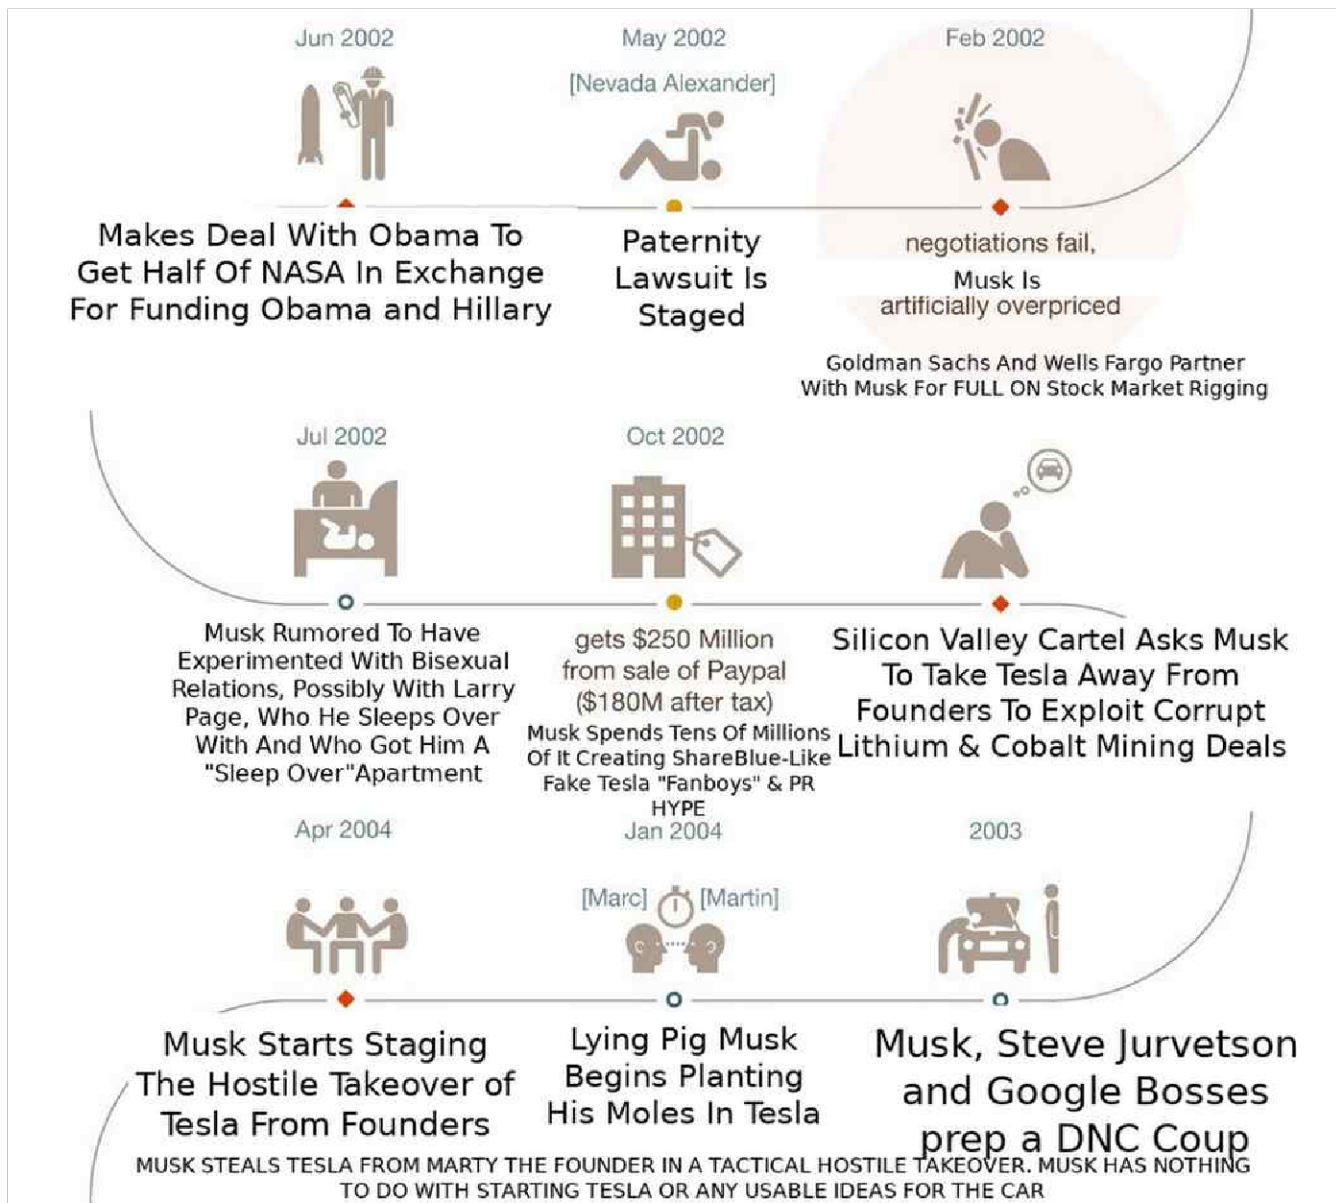 Jun 2002
May 2002
Feb 2002
[Nevada Alexander]
Makes Deal With Obama To
Get Half Of NASA In Exchange
For Funding Obama and Hillary
Paternity
Lawsuit Is
Staged
negotiations fail,
Musk Is
artificially overpriced
Goldman Sachs And Wells Fargo Partner
With Musk For FULL ON Stock Market Rigging
Jul 2002
Oct 2002
Musk Rumored To Have
Experimented With Bisexual
Relations, Possibly With Larry
Page, Who He Sleeps Over
With And Who Got Him A
"Sleep Over"Apartment
gets $250 Million
from sale of Paypal
($180M after tax)
Musk Spends Tens Of Millions
Of It Creating ShareBlue-Like
Fake Tesla "Fanboys" & PR
HYPE
Silicon Valley Cartel Asks Musk
To Take Tesla Away From
Founders To Exploit Corrupt
Lithium & Cobalt Mining Deals
Apr 2004
Jan 2004
2003
[Marc]
[Martin]
Musk Starts Staging
The Hostile Takeover of
Tesla From Founders
Lying Pig Musk
Begins Planting
His Moles In Tesla
Musk, Steve Jurvetson
and Google Bosses
prep a DNC Coup
MUSK STEALS TESLA FROM MARTY THE FOUNDER IN A TACTICAL HOSTILE TAKEOVER. MUSK HAS NOTHING
TO DO WITH STARTING TESLA OR ANY USABLE IDEAS FOR THE CAR